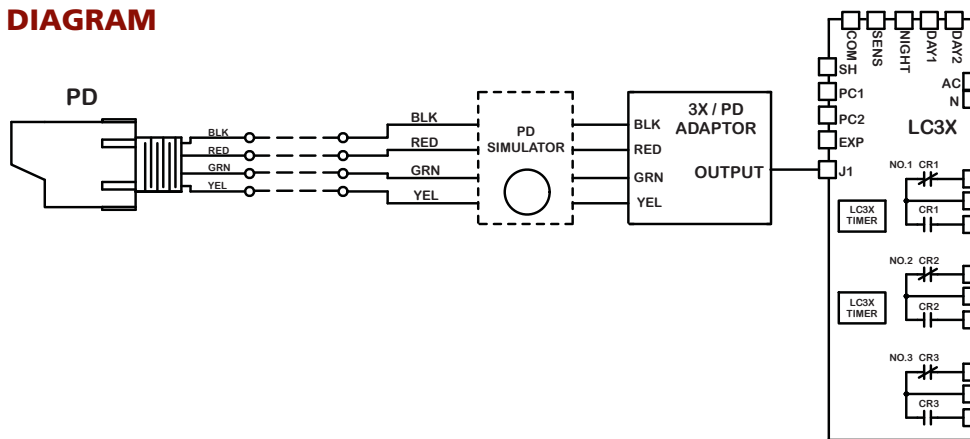 DIAGRAM
PD
BLK
RED
GRN
YEL
BLK
RED
GRN
YEL
PD
SIMULATOR
3X / PD
ADAPTOR
BLK
RED
GRN
YEL
OUTPUT
COM
SENS
NIGHT
DAY1
DAY2
SH
PC1
PC2
EXP
J1
AC
N
LC3X
NO.1 CR1
CR1
LC3X
TIMER
NO.2 CR2
CR2
LC3X
TIMER
NO.3 CR3
CR3